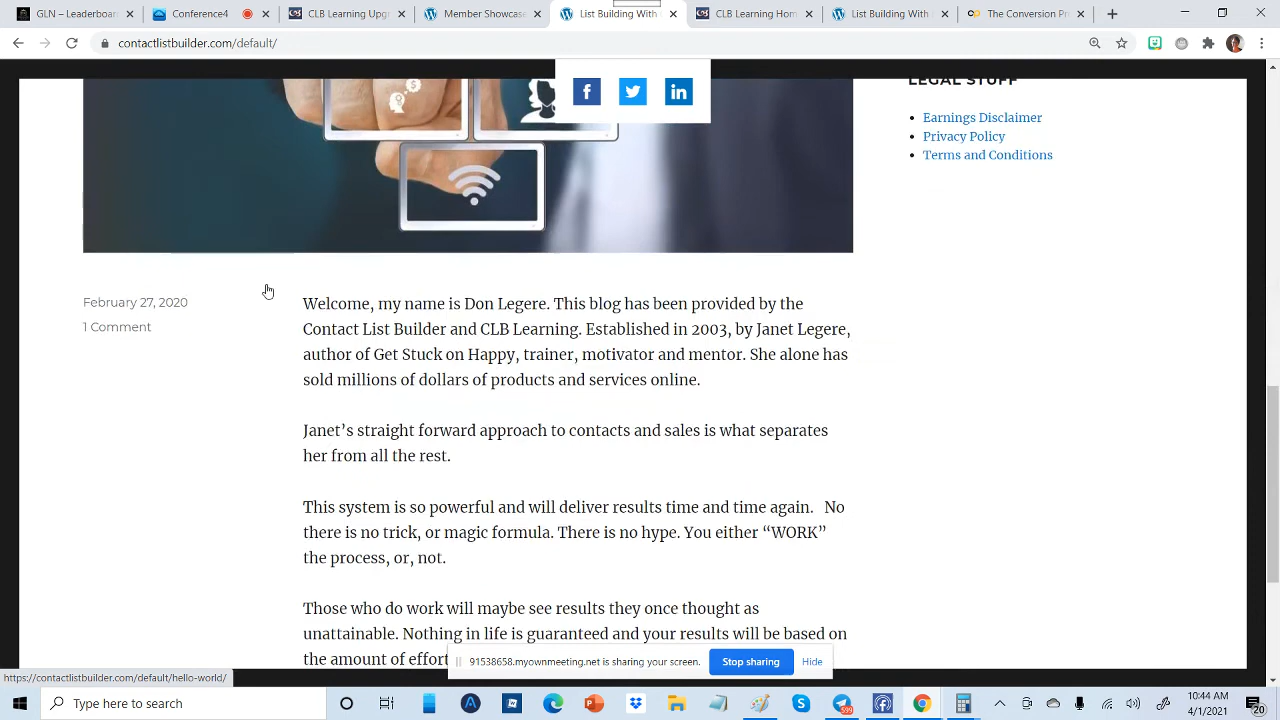 GLN – Landmark B
Conference4
CLB Learning Upgr
Member Showcase
List Building With
CLB Learning Hom
List Building With
The Conversion Pr
contactlistbuilder.com/default/
LEGAL STUFF
Earnings Disclaimer
Privacy Policy
Terms and Conditions
February 27, 2020
1 Comment
Welcome, my name is Don Legere. This blog has been provided by the
Contact List Builder and CLB Learning. Established in 2003, by Janet Legere,
author of Get Stuck on Happy, trainer, motivator and mentor. She alone has
sold millions of dollars of products and services online.
Janet’s straight forward approach to contacts and sales is what separates
her from all the rest.
This system is so powerful and will deliver results time and time again. No
there is no trick, or magic formula. There is no hype. You either “WORK”
the process, or, not.
Those who do work will maybe see results they once thought as
unattainable. Nothing in life is guaranteed and your results will be based on
the amount of effort
91538658.myownmeeting.net is sharing your screen.
Stop sharing
Hide
https://contactlistbuilder.com/default/hello-world/
Type here to search
599
10:44 AM
4/1/2021
20